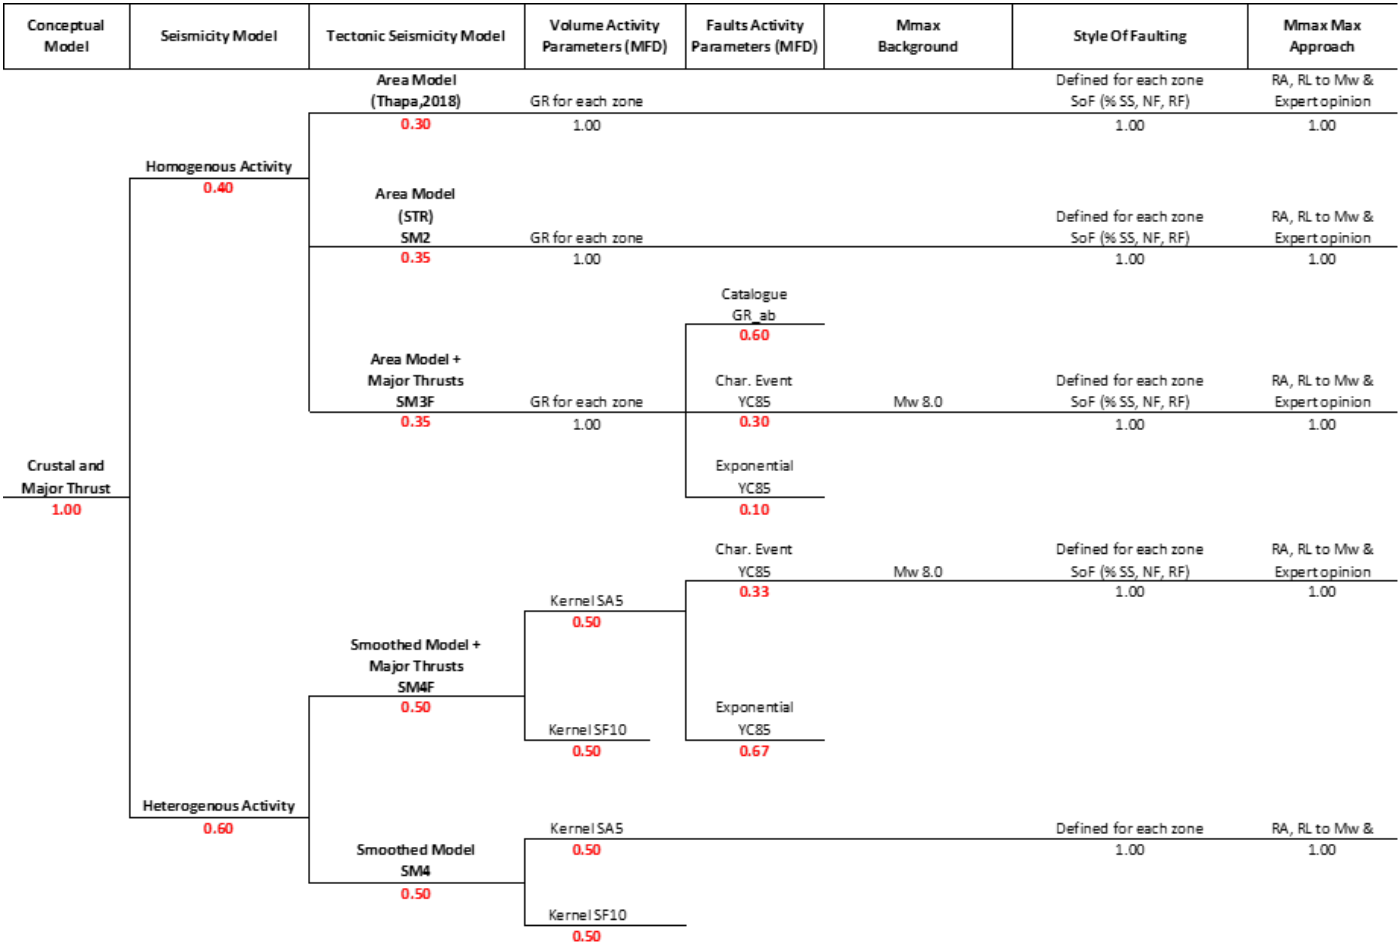 Conceptual
Model
Seismicity Model
Tectonic Seismicity Model
Volume Activity
Parameters (MFD)
Faults Activity
Parameters (MFD)
Mmax
Background
Style Of Faulting
Mmax Max
Approach
Area Model
(Thapa,2018)
0.30
GR for each zone
1.00
Defined for each zone
SoF (% SS, NF, RF)
1.00
RA, RL to Mw &
Expert opinion
1.00
Homogenous Activity
0.40
Area Model
(STR)
SM2
0.35
GR for each zone
1.00
Defined for each zone
SoF (% SS, NF, RF)
1.00
RA, RL to Mw &
Expert opinion
1.00
Catalogue
GR_ab
0.60
Area Model +
Major Thrusts
SM3F
0.35
GR for each zone
1.00
Char. Event
YC85
0.30
Mw 8.0
Defined for each zone
SoF (% SS, NF, RF)
1.00
RA, RL to Mw &
Expert opinion
1.00
Exponential
YC85
0.10
Crustal and
Major Thrust
1.00
Char. Event
YC85
0.33
Mw 8.0
Defined for each zone
SoF (% SS, NF, RF)
1.00
RA, RL to Mw &
Expert opinion
1.00
Kernel SA5
0.50
Smoothed Model +
Major Thrusts
SM4F
0.50
Kernel SF10
0.50
Exponential
YC85
0.67
Heterogenous Activity
0.60
Smoothed Model
SM4
0.50
Kernel SA5
0.50
Defined for each zone
1.00
RA, RL to Mw &
1.00
Kernel SF10
0.50